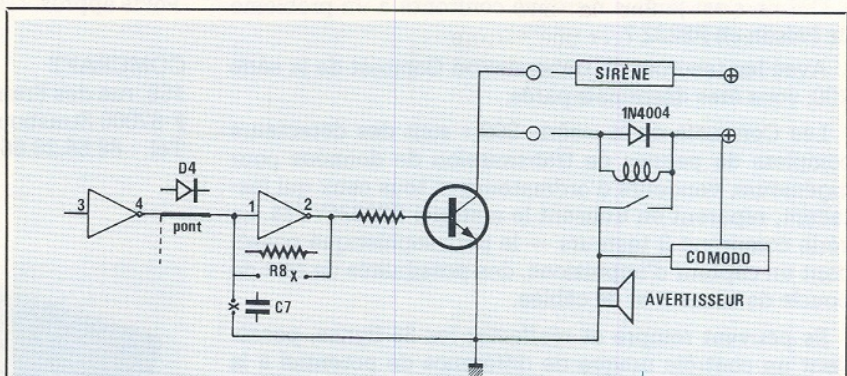 SIRÈNE
1N4004
D4
3
4
1
2
pont
R8
x
COMODO
x
C7
AVERTISSEUR